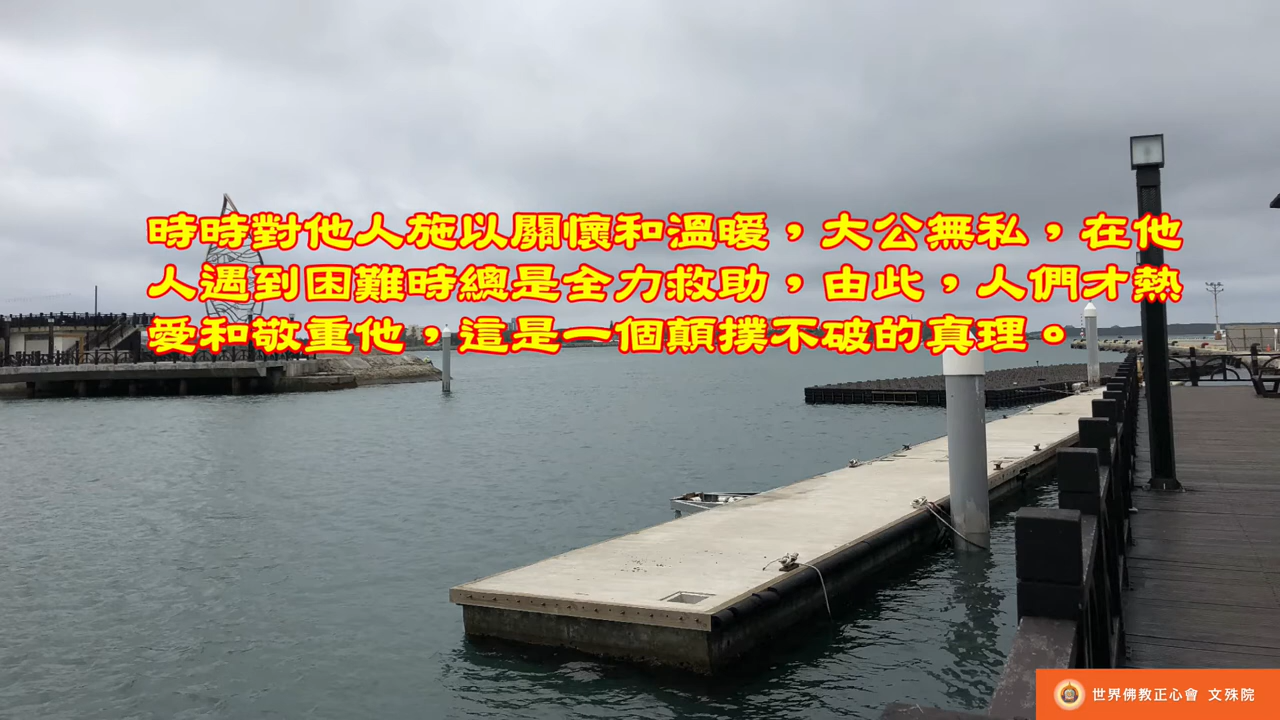 時時對他人施以關懷和溫暖，大公無私，在他
人遇到困難時總是全力救助，由此，人們才熱
愛和敬重他，這是一個顛撲不破的真理。
世界佛教正心會 文殊院